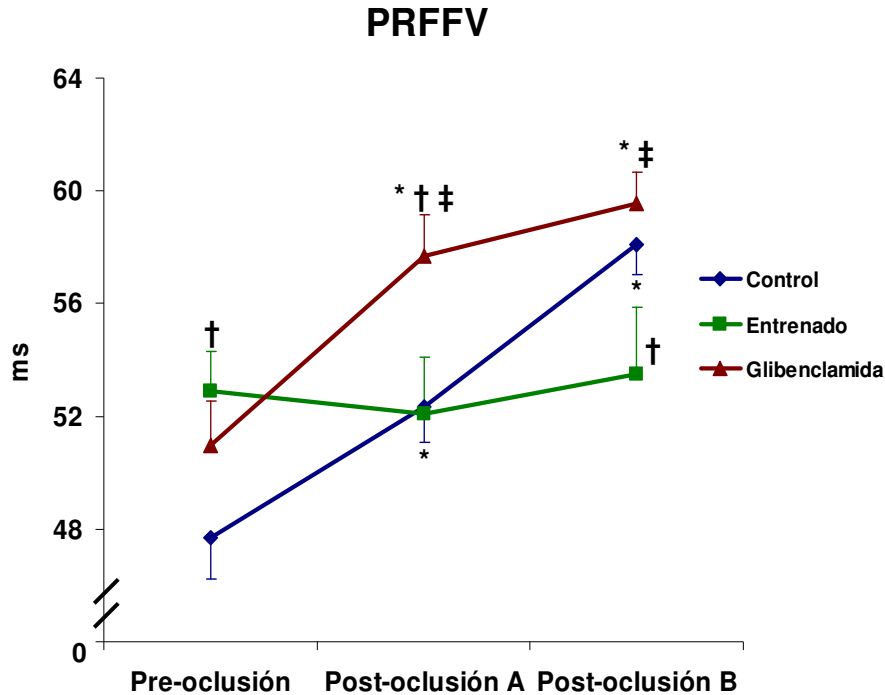 PRFFV
64
60
56
52
48
0
ms
†
* † ‡
*
* ‡
*
†
Pre-oclusión
Post-oclusión A
Post-oclusión B
Control
Entrenado
Glibenclamida